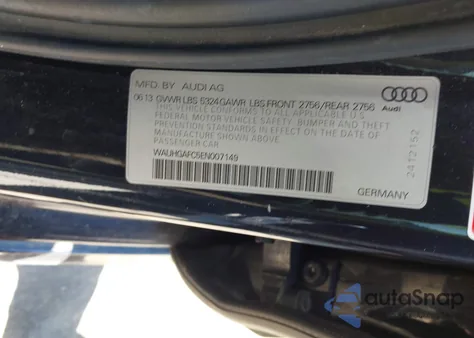 MFD. BY AUDI AG
06 13 GVWR LBS 5324 GAWR LBS FRONT 2756/REAR 2756
THIS VEHICLE CONFORMS TO ALL APPLICABLE
FEDERAL MOTOR VEHICLE SAFETY, BUMPER AND THEFT
PREVENTION STANDARDS IN EFFECT ON THE DATE OF
MANUFACTURE SHOWN ABOVE.
PASSENGER CAR
WAUHGAFC5EN007149
GERMANY
Audi
2412152
autoSnap